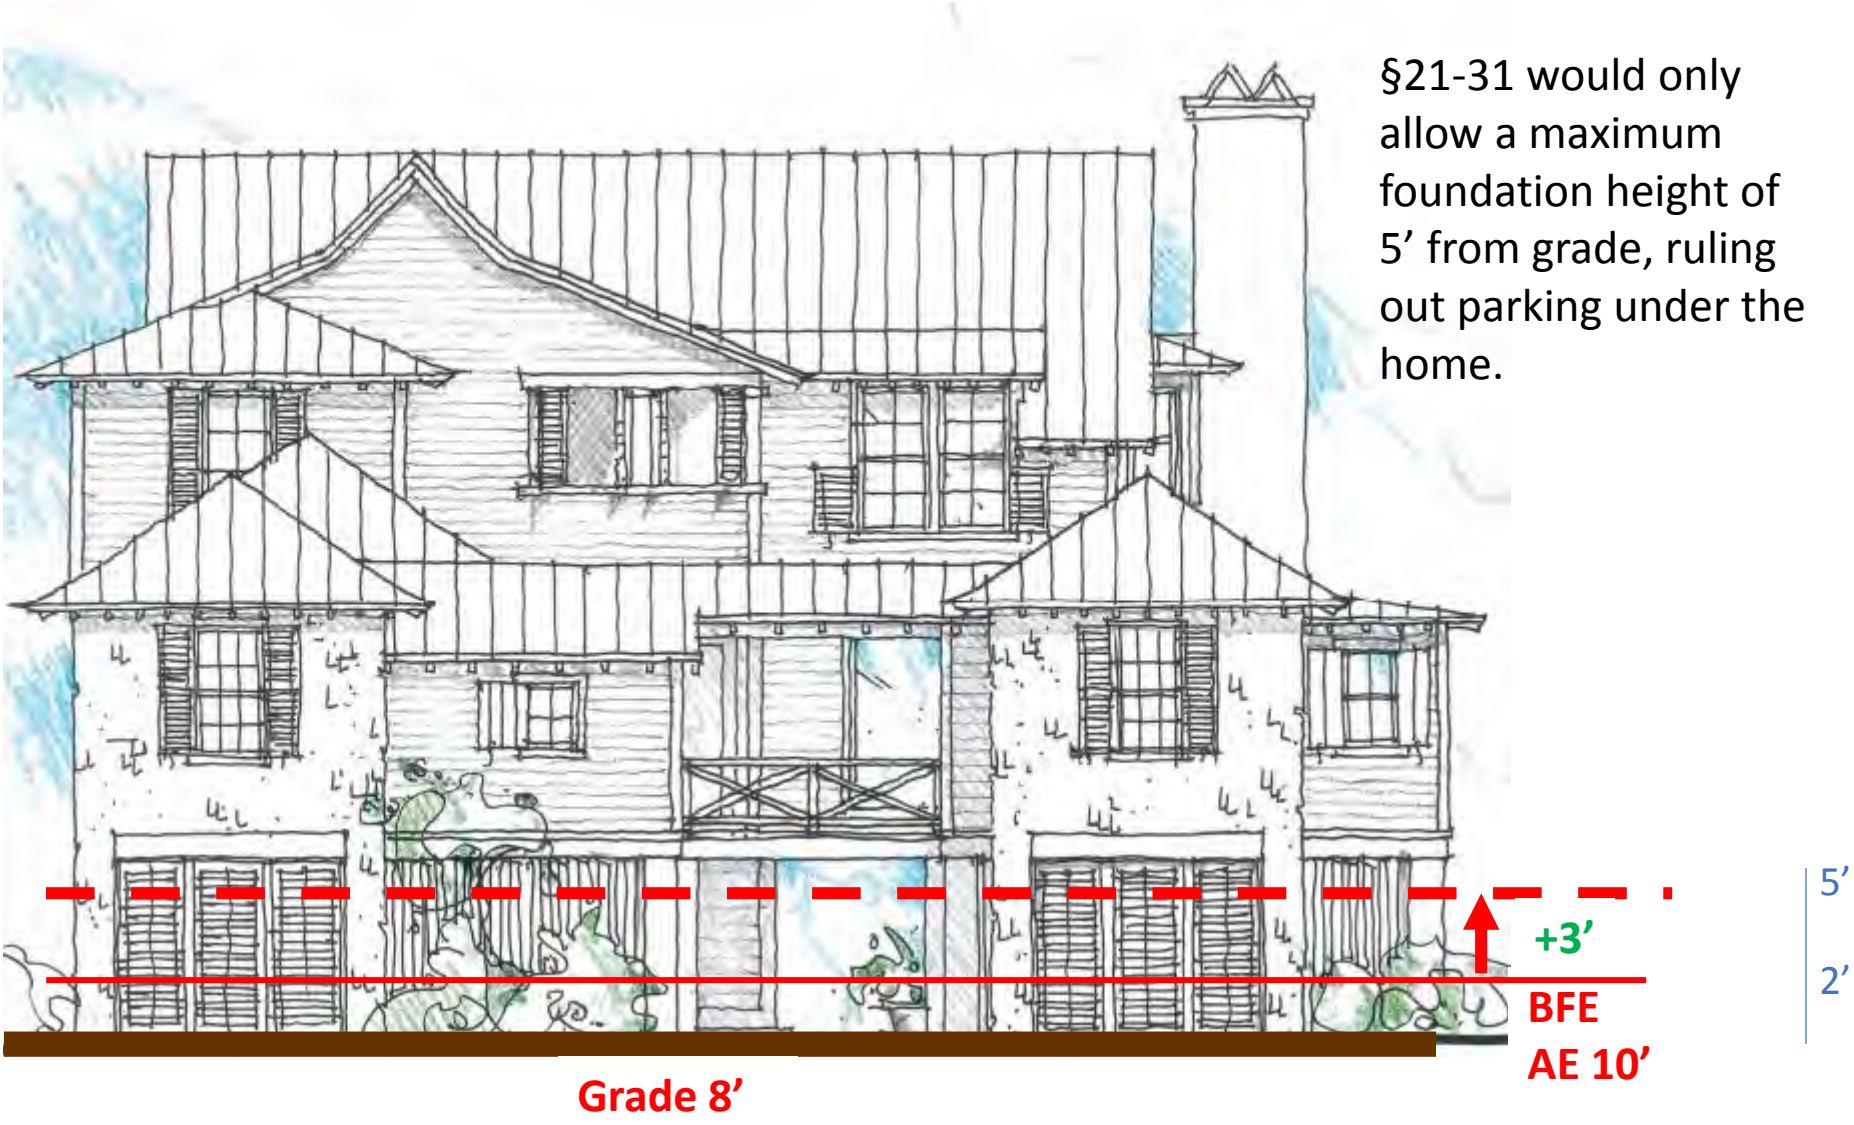 §21-31 would only
allow a maximum
foundation height of
5’ from grade, ruling
out parking under the
home.
5’
+3’
2’
BFE
AE 10’
Grade 8’